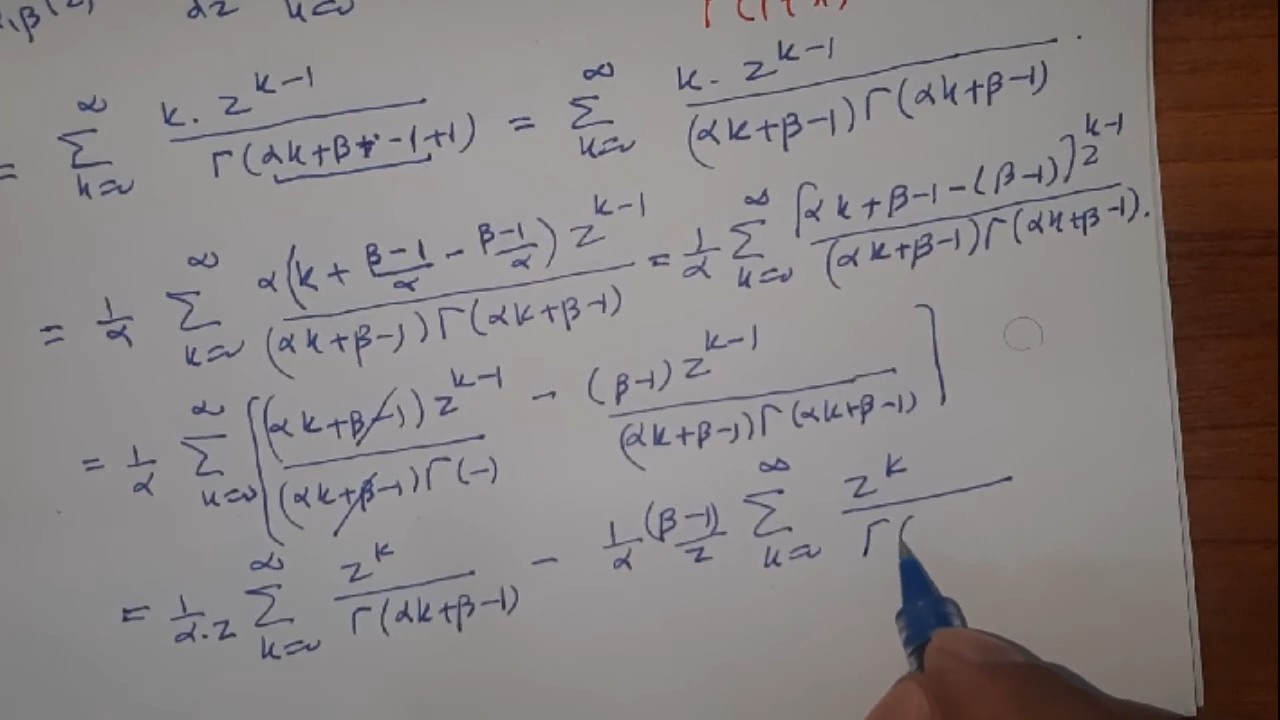 = Σ_{k=0}^{∞} k·z^{k-1} / Γ(αk+β+-1+1) = Σ_{k=0}^{∞} k·z^{k-1} / (αk+β-1)Γ(αk+β-1)
= 1/α Σ_{k=0}^{∞} α(k + (β-1)/α - (β-1)/α) z^{k-1} / (αk+β-1)Γ(αk+β-1) = 1/α Σ_{k=0}^{∞} [αk+β-1-(β-1)] z^{k-1} / (αk+β-1)Γ(αk+β-1).
= 1/α Σ_{k=0}^{∞} [(αk+β-1) z^{k-1} / (αk+β-1)Γ(-) - (β-1) z^{k-1} / (αk+β-1)Γ(αk+β-1)]
= 1/α.z Σ_{k=0}^{∞} z^k / Γ(αk+β-1) - 1/α (β-1)/z Σ_{k=0}^{∞} z^k / Γ(